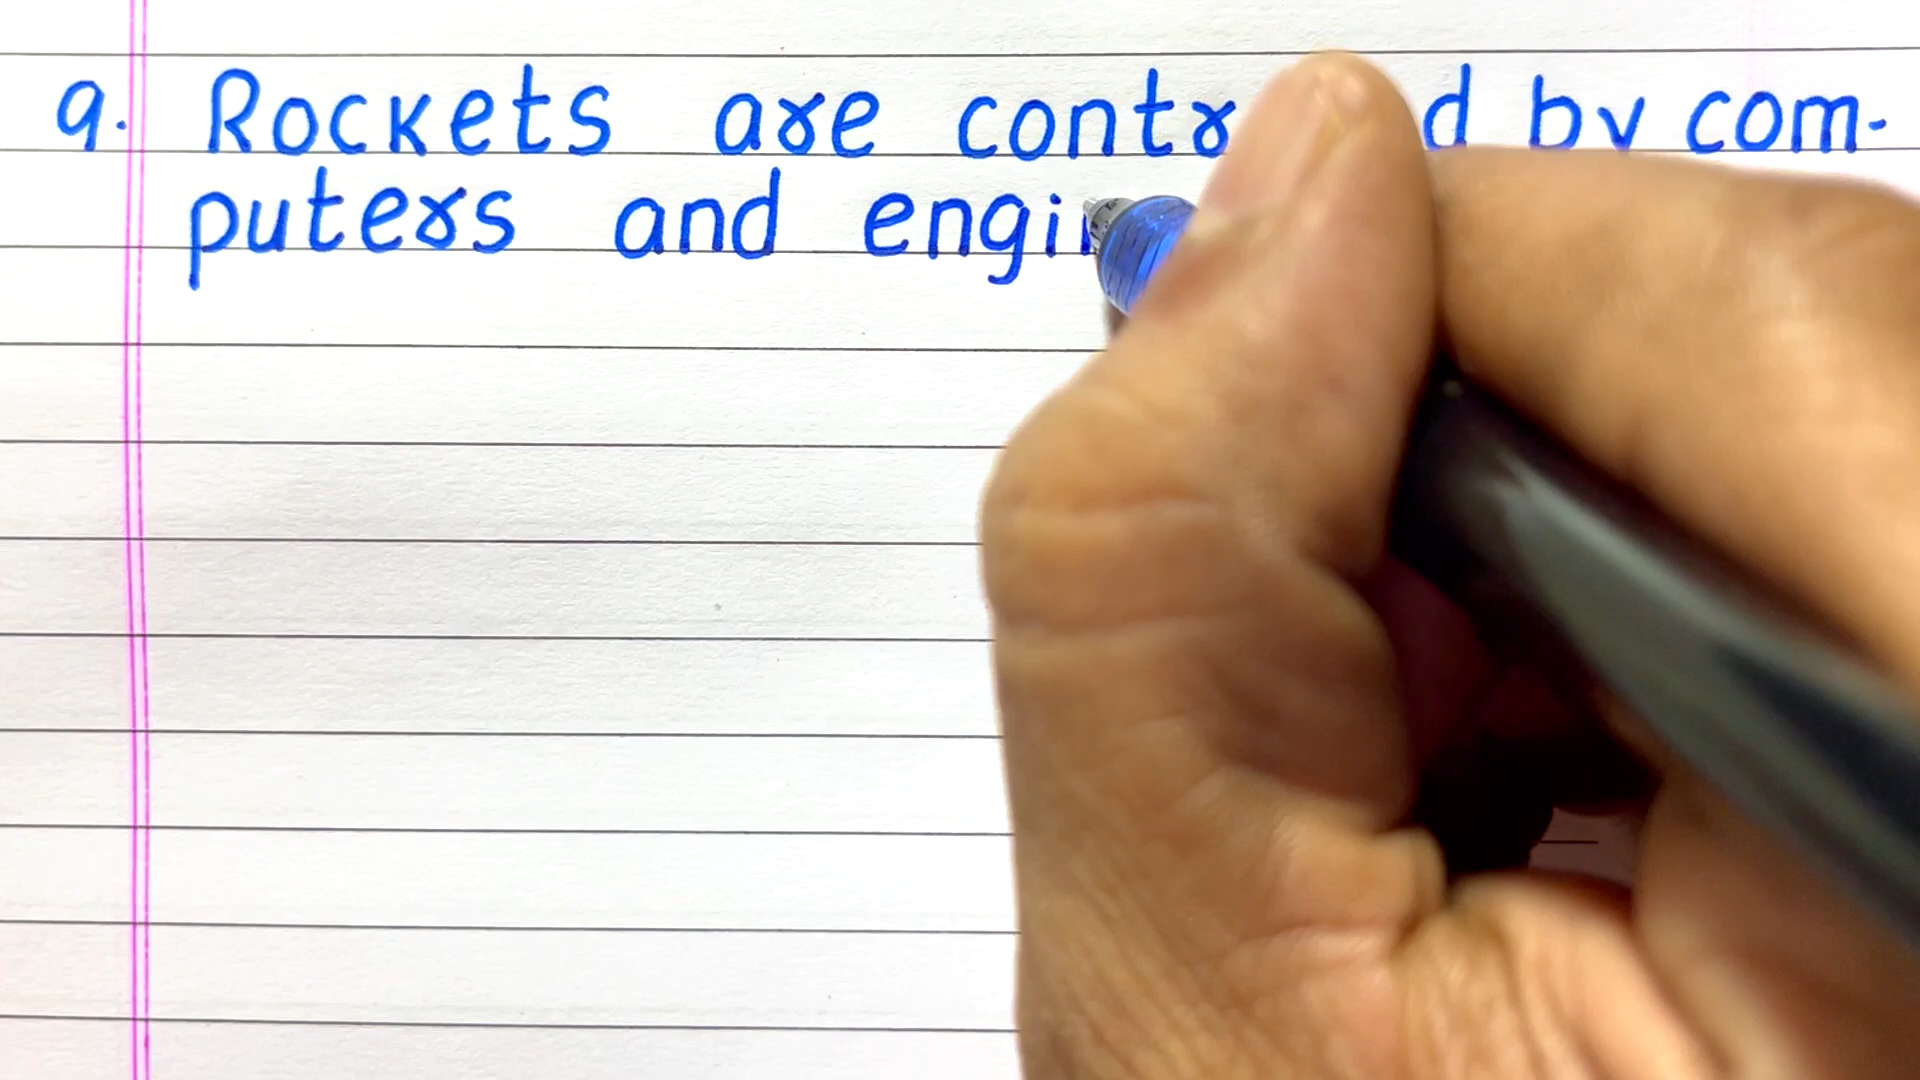 9. Rockets are by com-
puters and